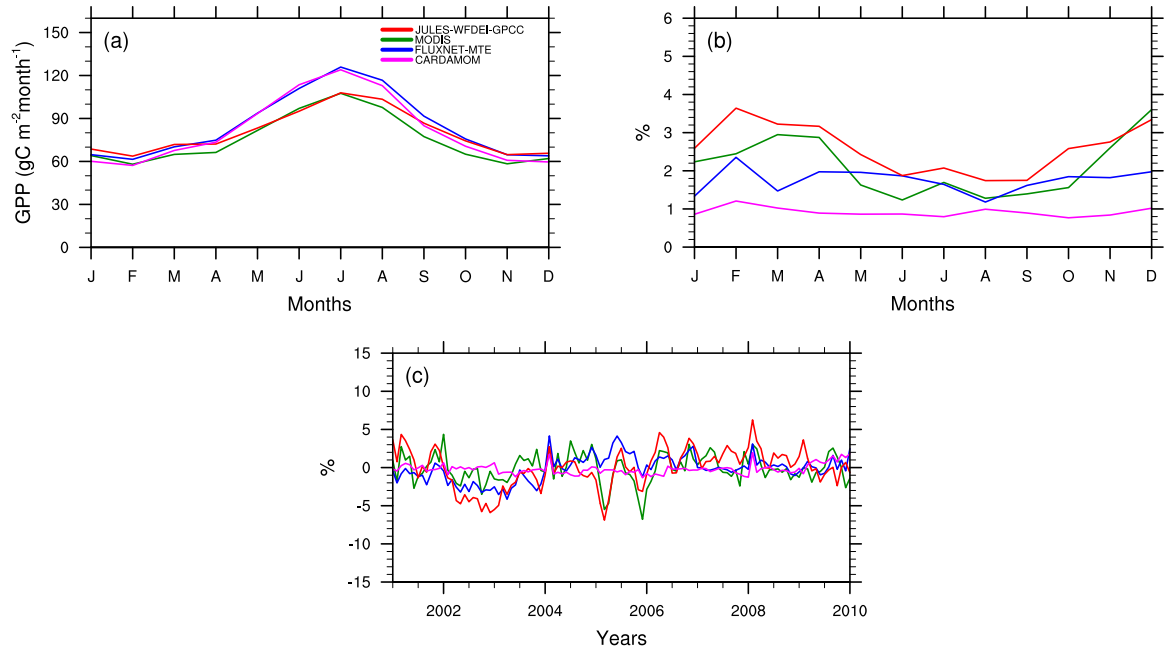 (a)
JULES-WFDEI-GPCC
MODIS
FLUXNET-MTE
CARDAMOM
GPP (gC m⁻²month⁻¹)
150
120
90
60
30
0
J F M A M J J A S O N D
Months
(b)
%
6
5
4
3
2
1
0
J F M A M J J A S O N D
Months
(c)
%
15
10
5
0
-5
-10
-15
2002 2004 2006 2008 2010
Years